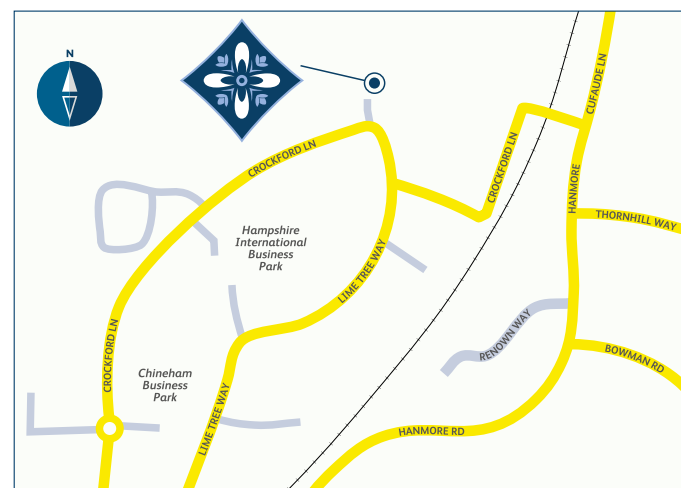 N
CUFAUDE LN
CROCKFORD LN
CROCKFORD LN
HANMORE
THORNHILL WAY
Hampshire
International
Business
Park
LIME TREE WAY
CROCKFORD LN
RENOWN WAY
BOWMAN RD
Chineham
Business
Park
LIME TREE WAY
HANMORE RD